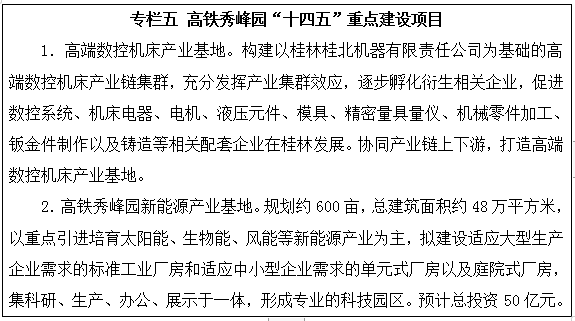 专栏五 高铁秀峰园“十四五”重点建设项目
1．高端数控机床产业基地。构建以桂林桂北机器有限责任公司为基础的高
端数控机床产业链集群，充分发挥产业集群效应，逐步孵化衍生相关企业，促进
数控系统、机床电器、电机、液压元件、模具、精密量具量仪、机械零件加工、
钣金件制作以及铸造等相关配套企业在桂林发展。协同产业链上下游，打造高端
数控机床产业基地。
2．高铁秀峰园新能源产业基地。规划约600亩，总建筑面积约48万平方米，
以重点引进培育太阳能、生物能、风能等新能源产业为主，拟建设适应大型生产
企业需求的标准工业厂房和适应中小型企业需求的单元式厂房以及庭院式厂房，
集科研、生产、办公、展示于一体，形成专业的科技园区。预计总投资50亿元。